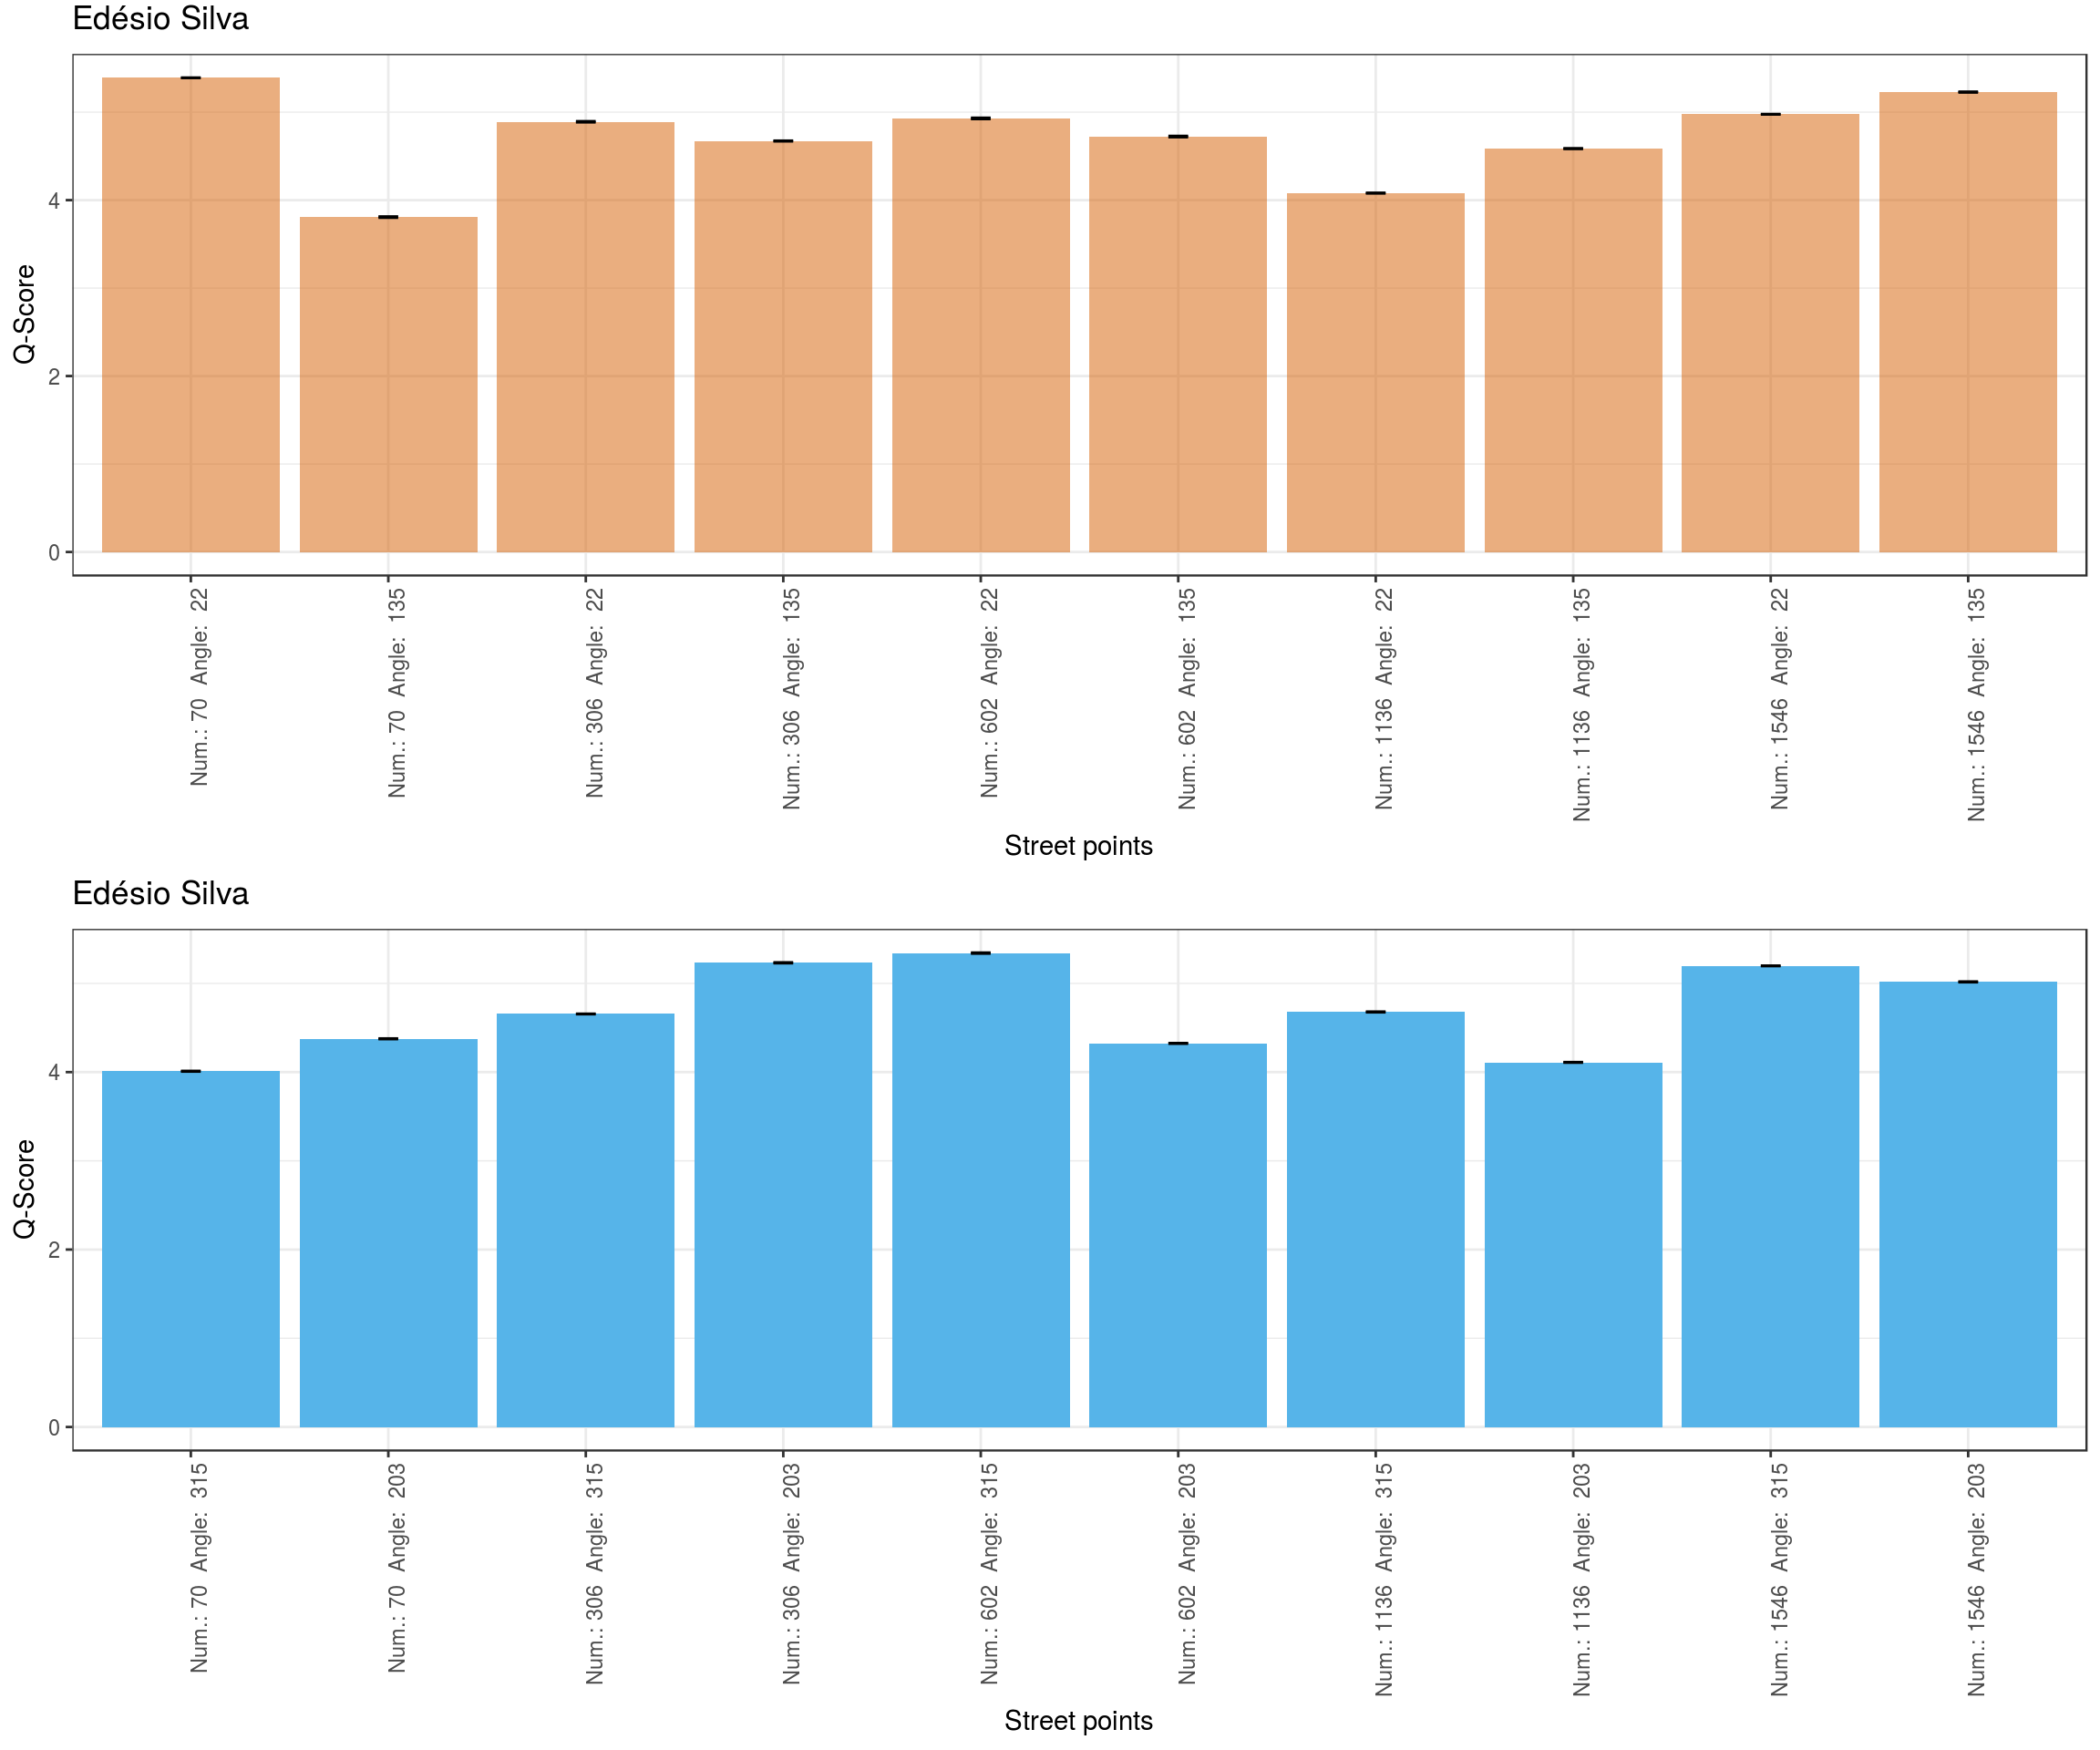 Edésio Silva
Q-Score
4
2
0
Num.: 70 Angle: 22
Num.: 70 Angle: 135
Num.: 306 Angle: 22
Num.: 306 Angle: 135
Num.: 602 Angle: 22
Num.: 602 Angle: 135
Num.: 1136 Angle: 22
Num.: 1136 Angle: 135
Num.: 1546 Angle: 22
Num.: 1546 Angle: 135
Street points
Edésio Silva
Q-Score
4
2
0
Num.: 70 Angle: 315
Num.: 70 Angle: 203
Num.: 306 Angle: 315
Num.: 306 Angle: 203
Num.: 602 Angle: 315
Num.: 602 Angle: 203
Num.: 1136 Angle: 315
Num.: 1136 Angle: 203
Num.: 1546 Angle: 315
Num.: 1546 Angle: 203
Street points